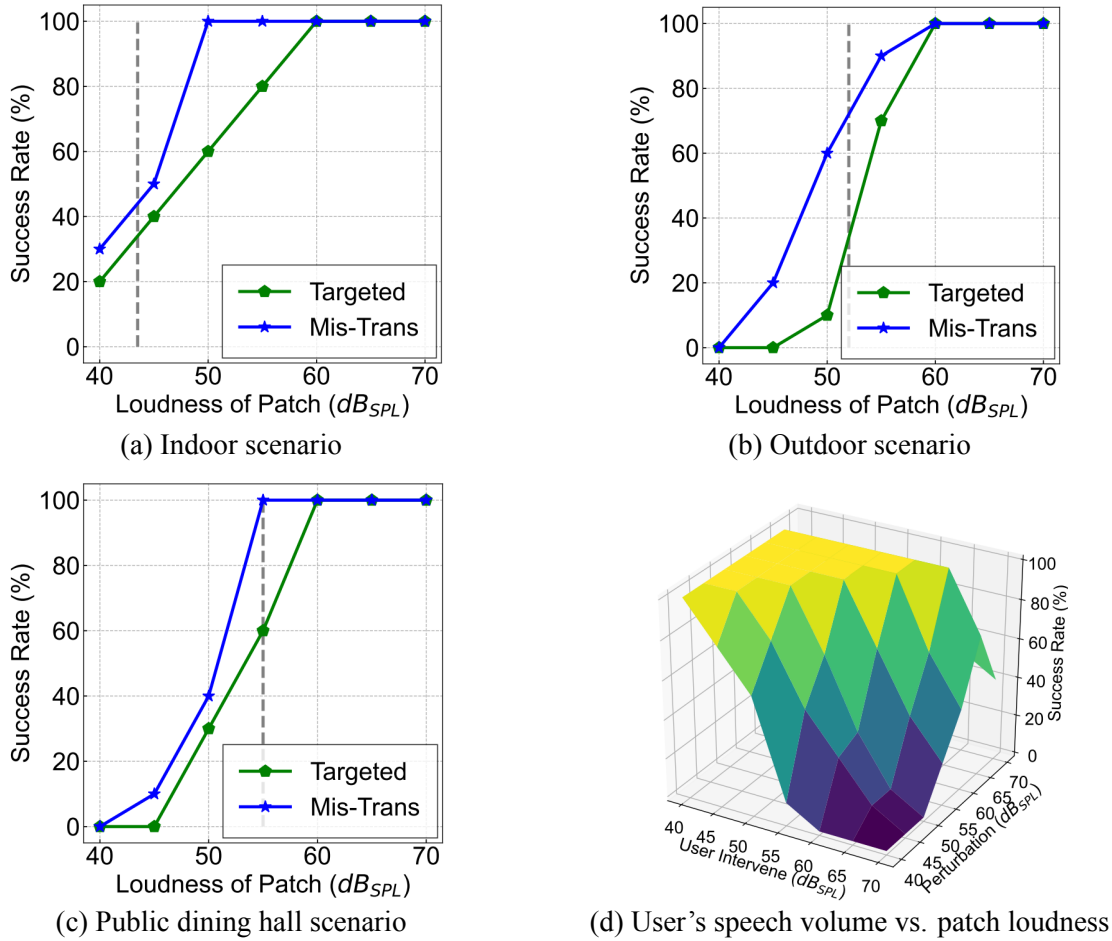 100
80
60
40
20
0
Success Rate (%)
Targeted
Mis-Trans
40 50 60 70
Loudness of Patch (dB_SPL)
(a) Indoor scenario
100
80
60
40
20
0
Success Rate (%)
Targeted
Mis-Trans
40 50 60 70
Loudness of Patch (dB_SPL)
(b) Outdoor scenario
100
80
60
40
20
0
Success Rate (%)
Targeted
Mis-Trans
40 50 60 70
Loudness of Patch (dB_SPL)
(c) Public dining hall scenario
100
80
60
40
20
0
Success Rate (%)
40 45 50 55 60 65 70
User Intervene (dB_SPL)
40 45 50 55 60 65 70
Perturbation (dB_SPL)
(d) User's speech volume vs. patch loudness